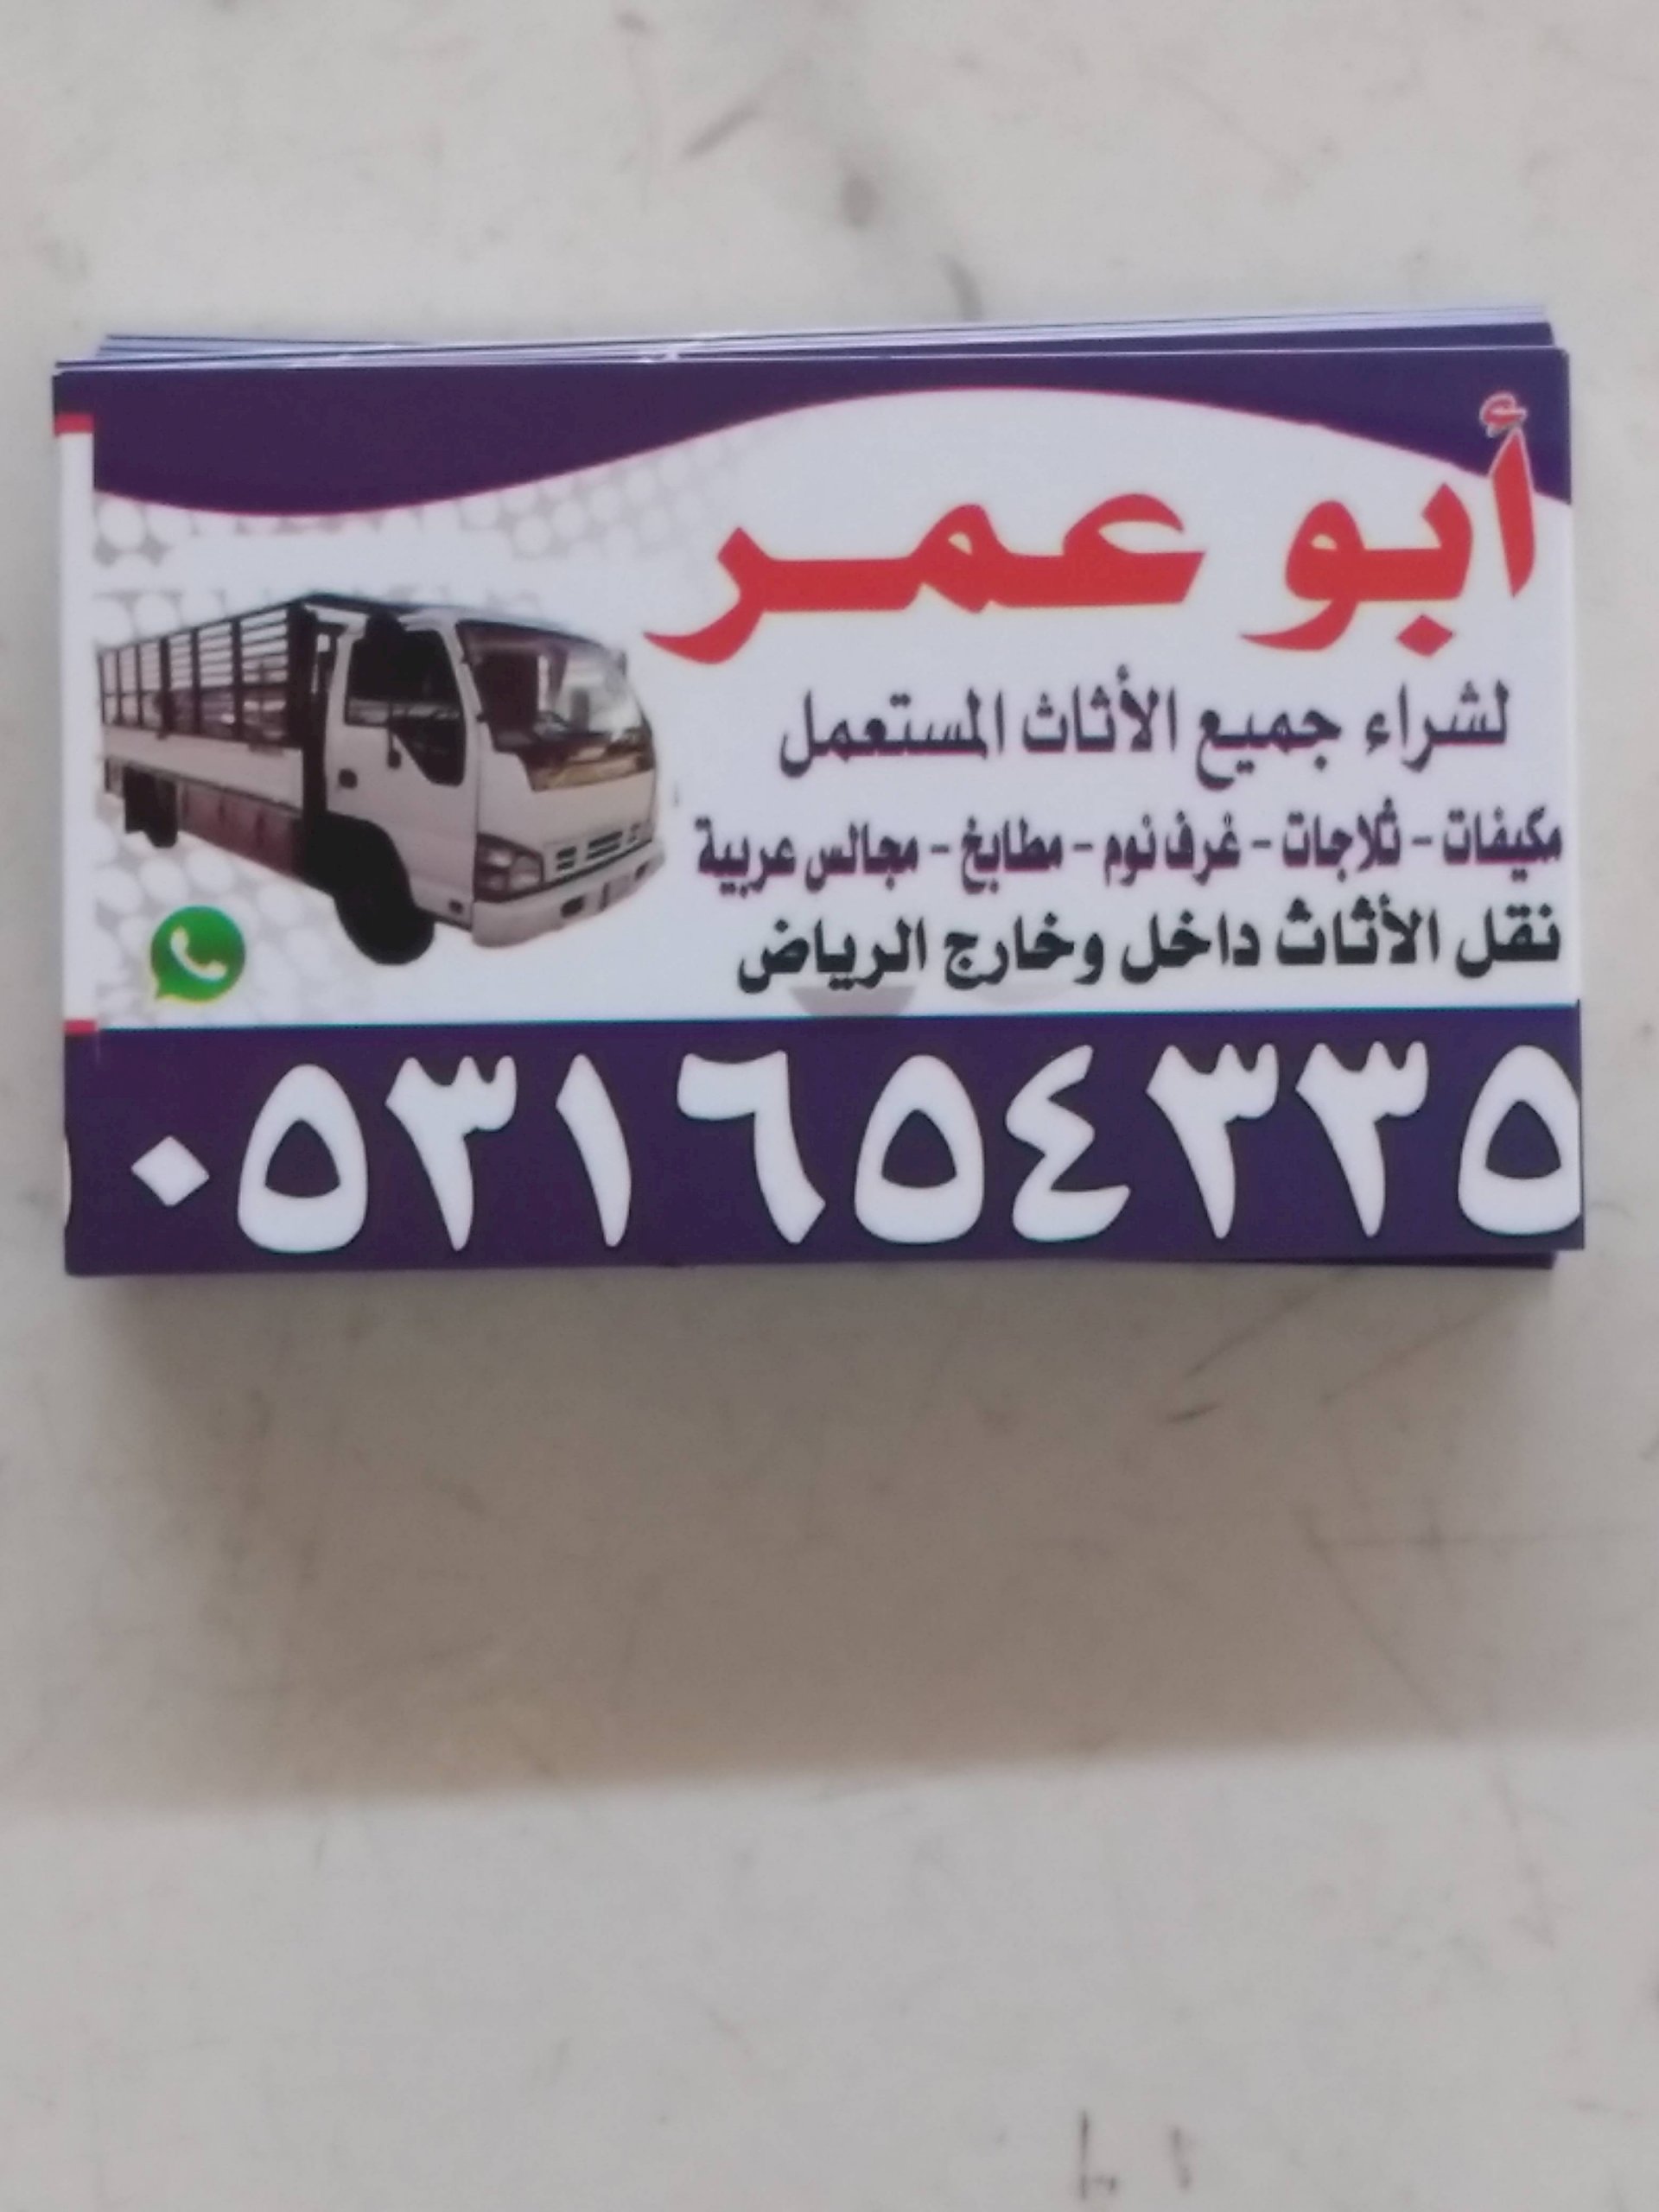 أبو عمر
لشراء جميع الأثاث المستعمل
مكيفات - ثلاجات - غرف نوم - مطابخ - مجالس عربية
نقل الأثاث داخل وخارج الرياض
٠٥٣١٦٥٤٣٣٥